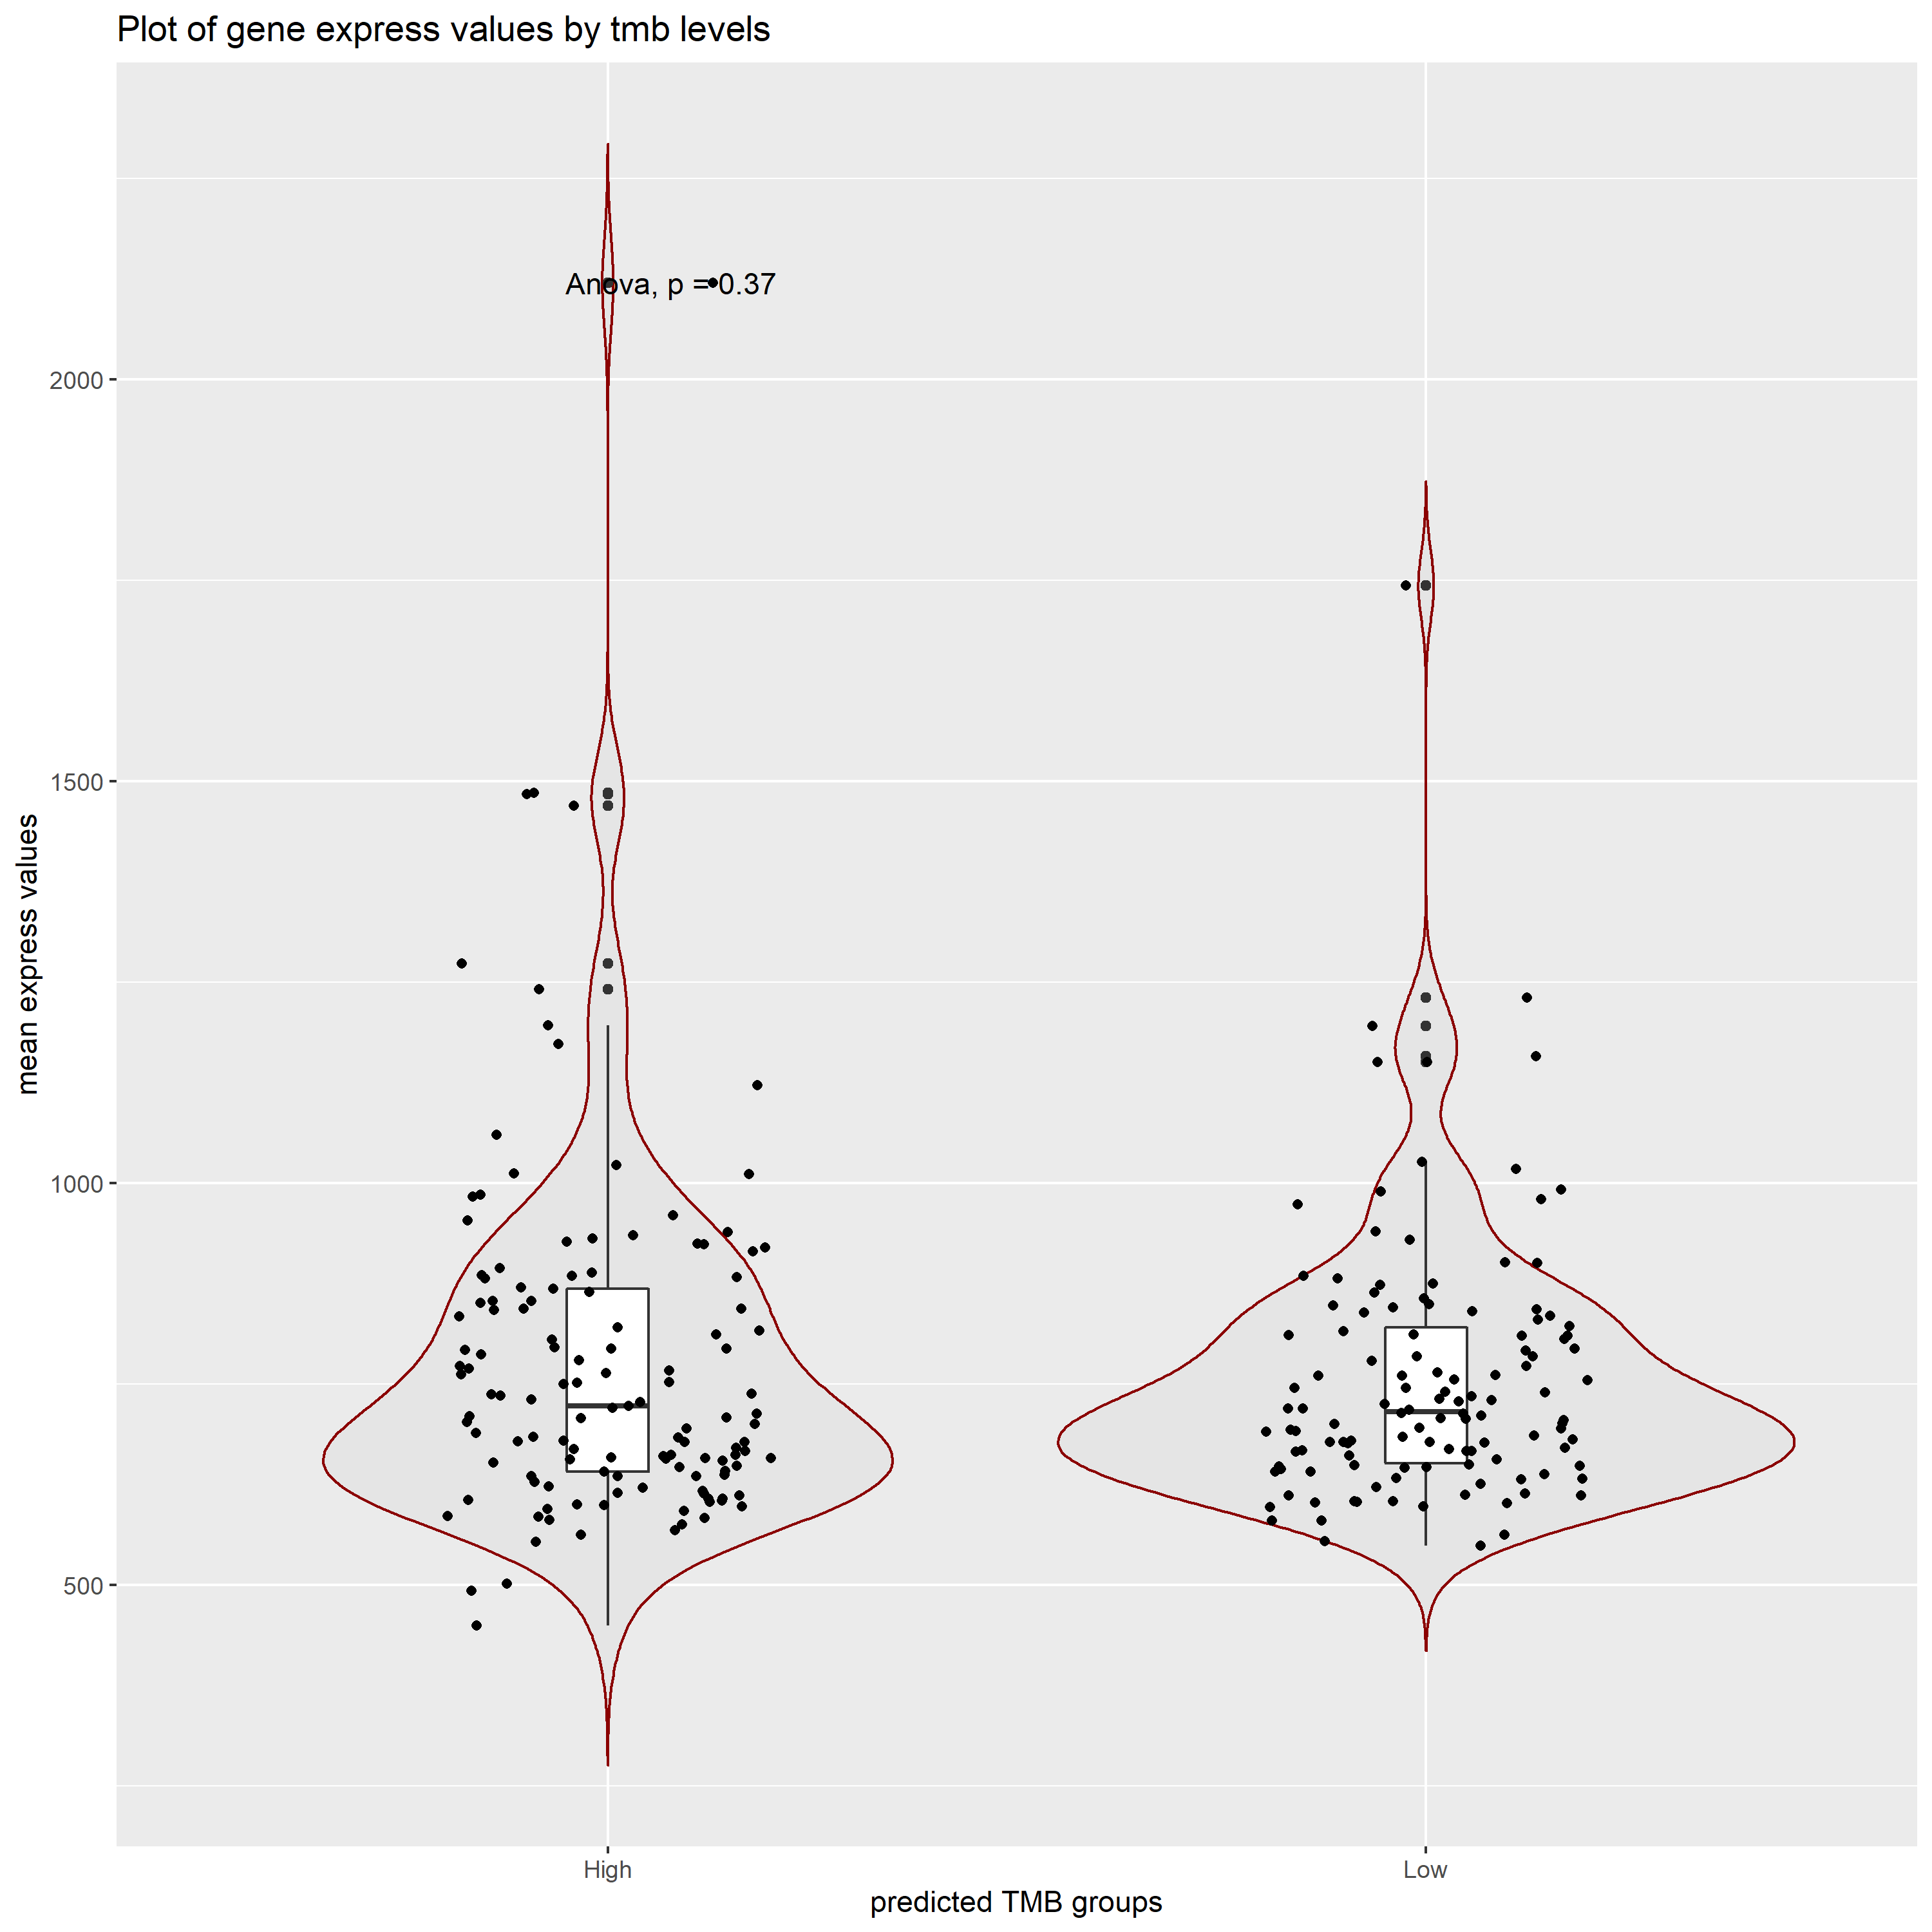 Plot of gene express values by tmb levels
Anova, p = 0.37
2000
1500
1000
500
mean express values
High
Low
predicted TMB groups